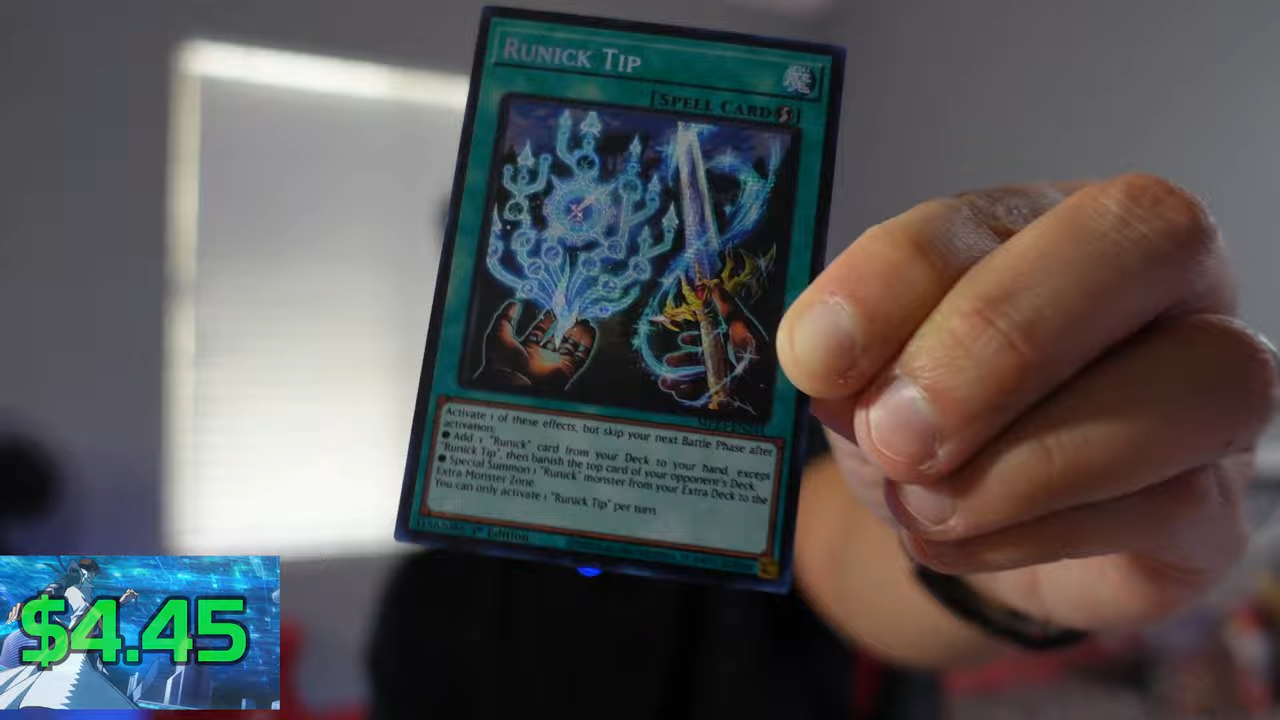 RUNICK TIP
[SPELL CARD]
Activate 1 of these effects, but skip your next Battle Phase after
activation;
● Add 1 "Runick" card from your Deck to your hand, except
"Runick Tip", then banish the top card of your opponent's Deck.
● Special Summon 1 "Runick" monster from your Extra Deck to the
Extra Monster Zone.
You can only activate 1 "Runick Tip" per turn.
1st Edition
$4.45